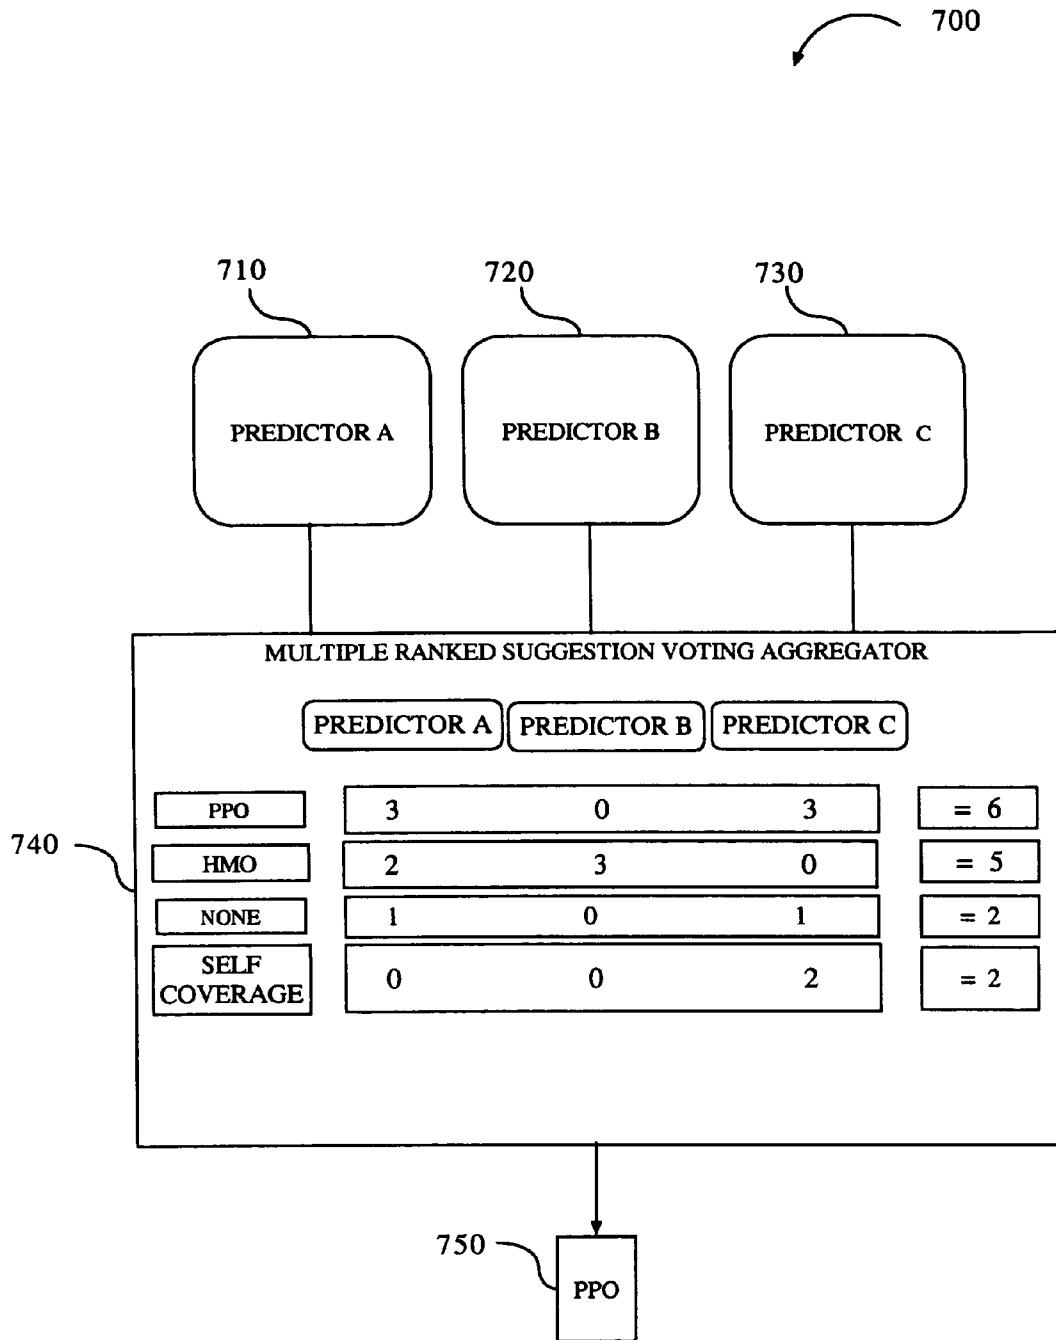 700
710 720 730
PREDICTOR A PREDICTOR B PREDICTOR C
MULTIPLE RANKED SUGGESTION VOTING AGGREGATOR
PREDICTOR A PREDICTOR B PREDICTOR C
PPO 3 0 3 = 6
740
HMO 2 3 0 = 5
NONE 1 0 1 = 2
SELF
COVERAGE 0 0 2 = 2
750
PPO